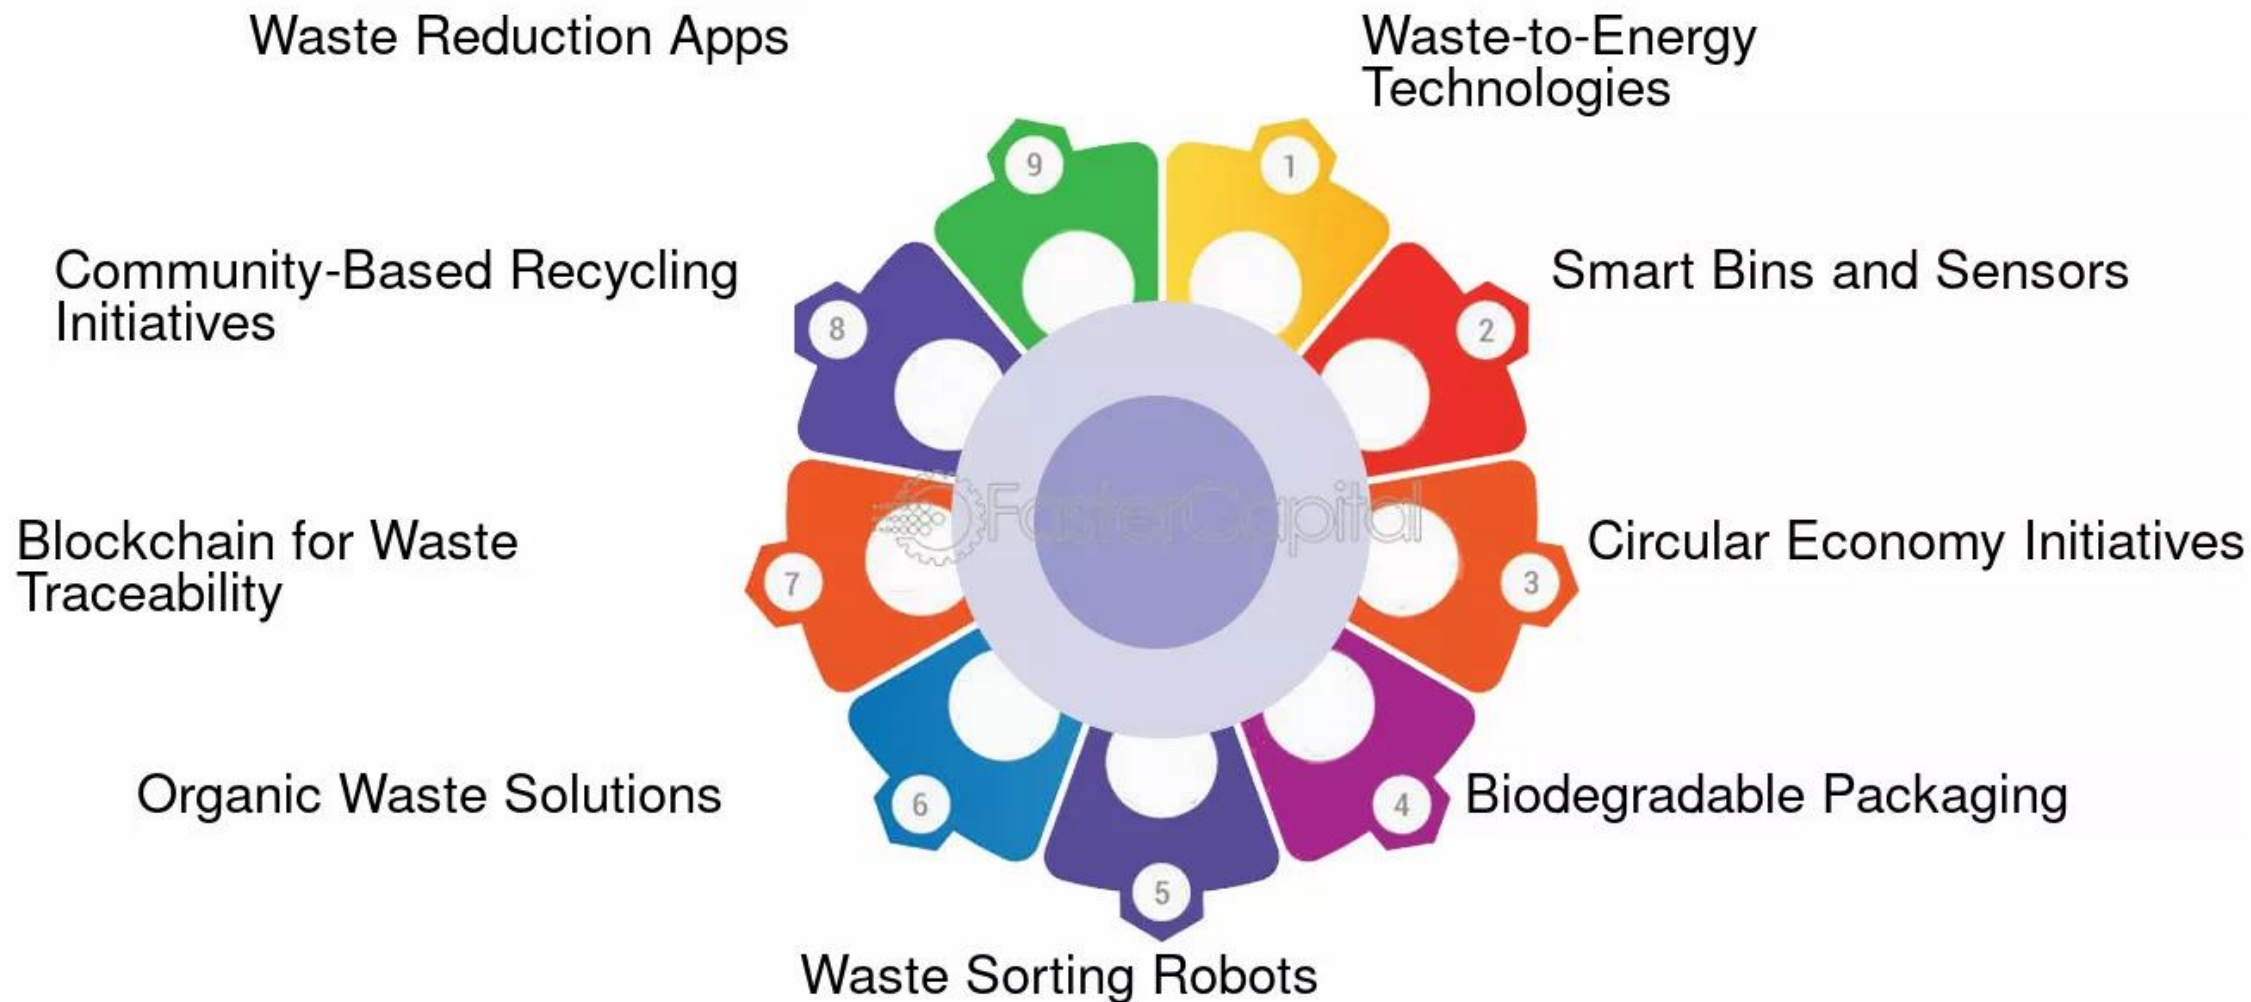 Waste Reduction Apps
9
Waste-to-Energy
Technologies
1
Smart Bins and Sensors
2
Circular Economy Initiatives
3
Biodegradable Packaging
4
Waste Sorting Robots
5
Organic Waste Solutions
6
Blockchain for Waste
Traceability
7
Community-Based Recycling
Initiatives
8
FasterCapital